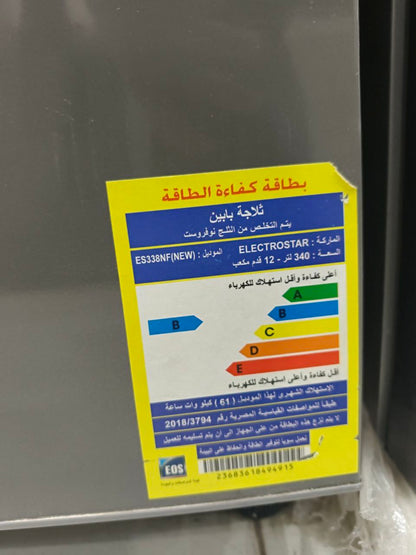 بطاقة كفاءة الطاقة
ثلاجة بابين
يتم التخلص من الثلج نوفروست
الماركة : ELECTROSTAR الموديل : ES338NF(NEW)
السعة : 340 لتر - 12 قدم مكعب
أعلى كفاءة وأقل استهلاك للكهرباء
A
B
B
C
D
E
أقل كفاءة وأعلى استهلاك للكهرباء
الاستهلاك الشهرى لهذا الموديل ( 61 ) كيلو وات ساعة
طبقا للمواصفات القياسية المصرية رقم 2018/3794
لا يتم نزع هذه البطاقة من على الجهاز الى أن يتم تسليمه للعميل
نعمل سويا لتوفير الطاقة والحفاظ على البيئة
EOS
23683618494915